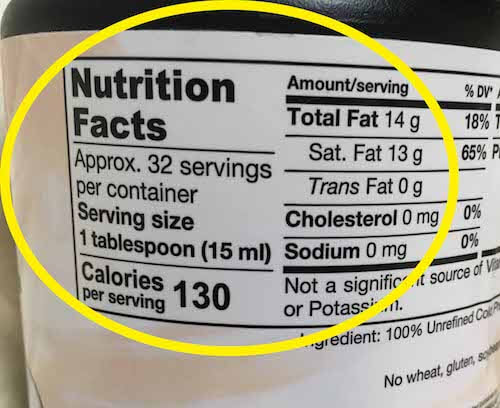 Nutrition
Facts
Approx. 32 servings
per container
Serving size
1 tablespoon (15 ml)
Calories
per serving 130
Amount/serving % DV*
Total Fat 14 g 18%
Sat. Fat 13 g 65%
Trans Fat 0 g
Cholesterol 0 mg 0%
Sodium 0 mg 0%
Not a significant source of
or Potassium.
Ingredient: 100% Unrefined
No wheat, gluten,